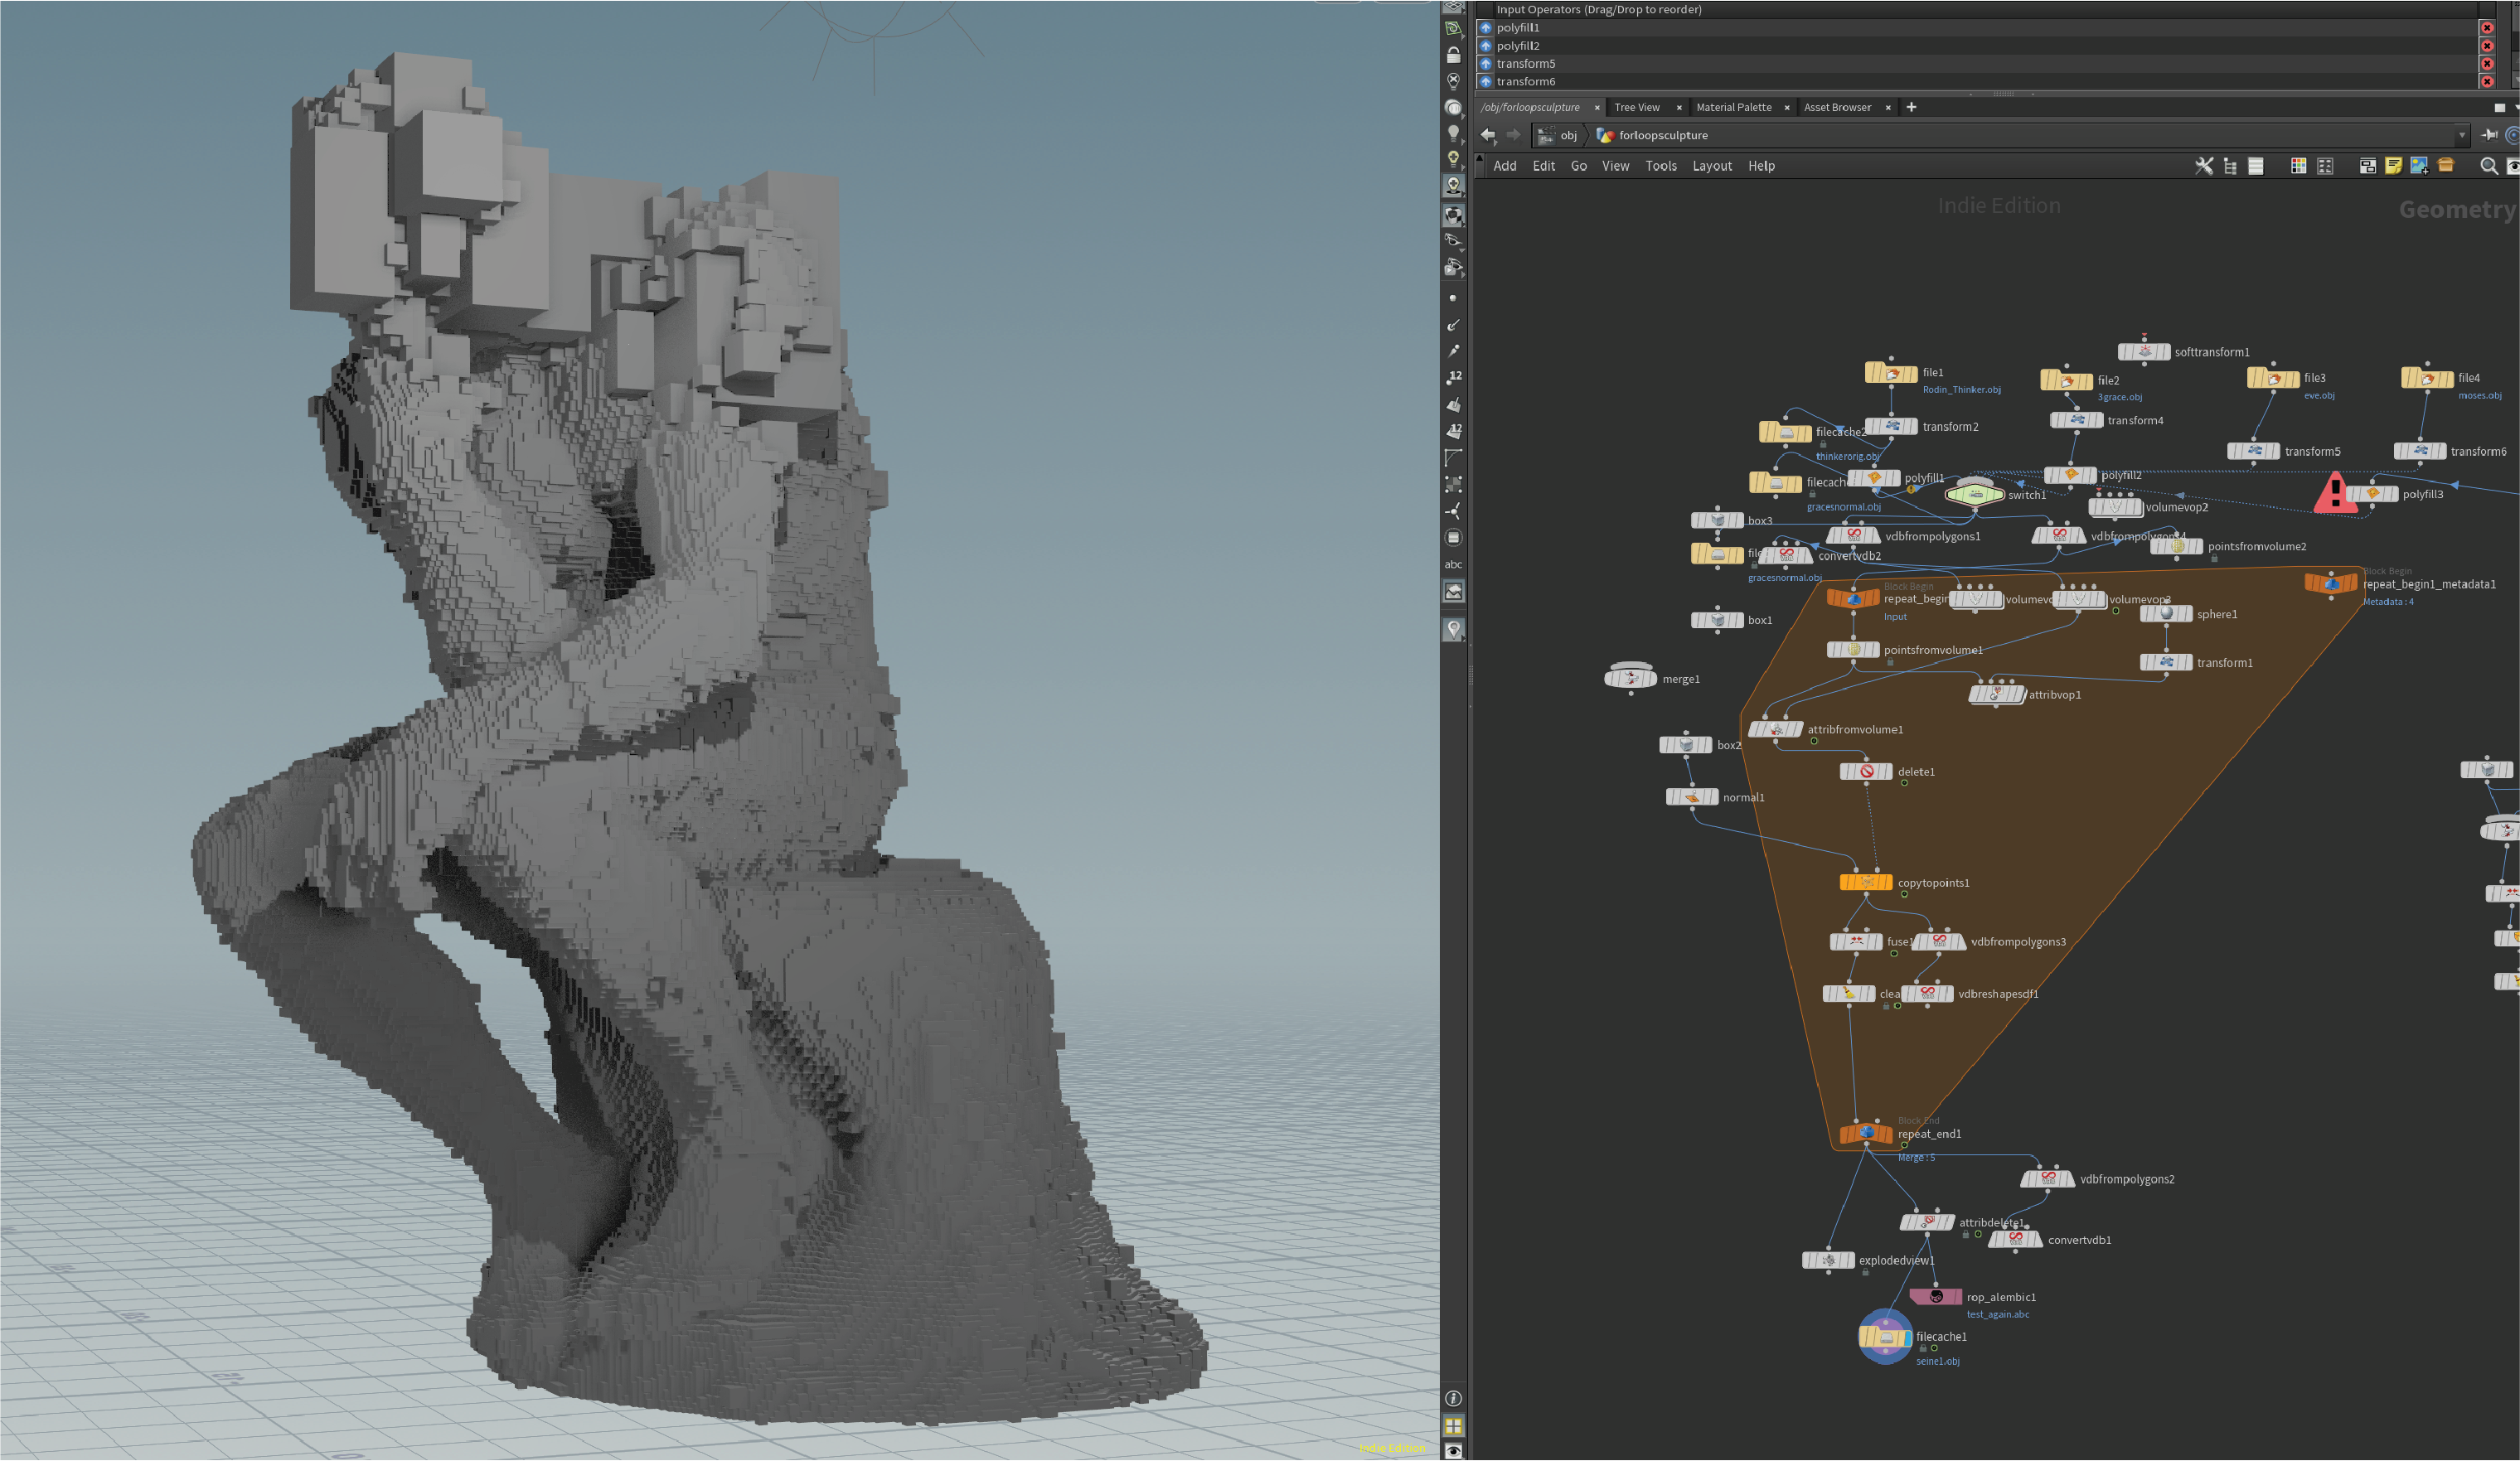 Input Operators (Drag/Drop to reorder)
polyfill1
polyfill2
transform5
transform6
/obj/forloopsculpture
Tree View
Material Palette
Asset Browser
obj
forloopsculpture
Add Edit Go View Tools Layout Help
Indie Edition
Geometry
softtransform1
file1
Rodin_Thinker.obj
file2
3grace.obj
file3
eve.obj
file4
moses.obj
filecache2
thinkerorig.obj
transform2
transform4
transform5
transform6
filecach
gracesnormal.obj
polyfill1
switch1
polyfill2
polyfill3
volumevop2
box3
vdbfrompolygons1
vdbfrompolygons4
pointsfromvolume2
file
gracesnormal.obj
convertvdb2
Block Begin
repeat_begin
Input
volumevo
volumevop3
Block Begin
repeat_begin1_metadata1
Metadata : 4
sphere1
box1
pointsfromvolume1
transform1
merge1
attribvop1
attribfromvolume1
box2
delete1
normal1
copytopoints1
fuse1
vdbfrompolygons3
clea
vdbreshapesdf1
Block End
repeat_end1
Merge : 5
vdbfrompolygons2
attribdelete1
convertvdb1
explodedview1
rop_alembic1
test_again.abc
filecache1
seine1.obj
12
12
abc
Indie Edition